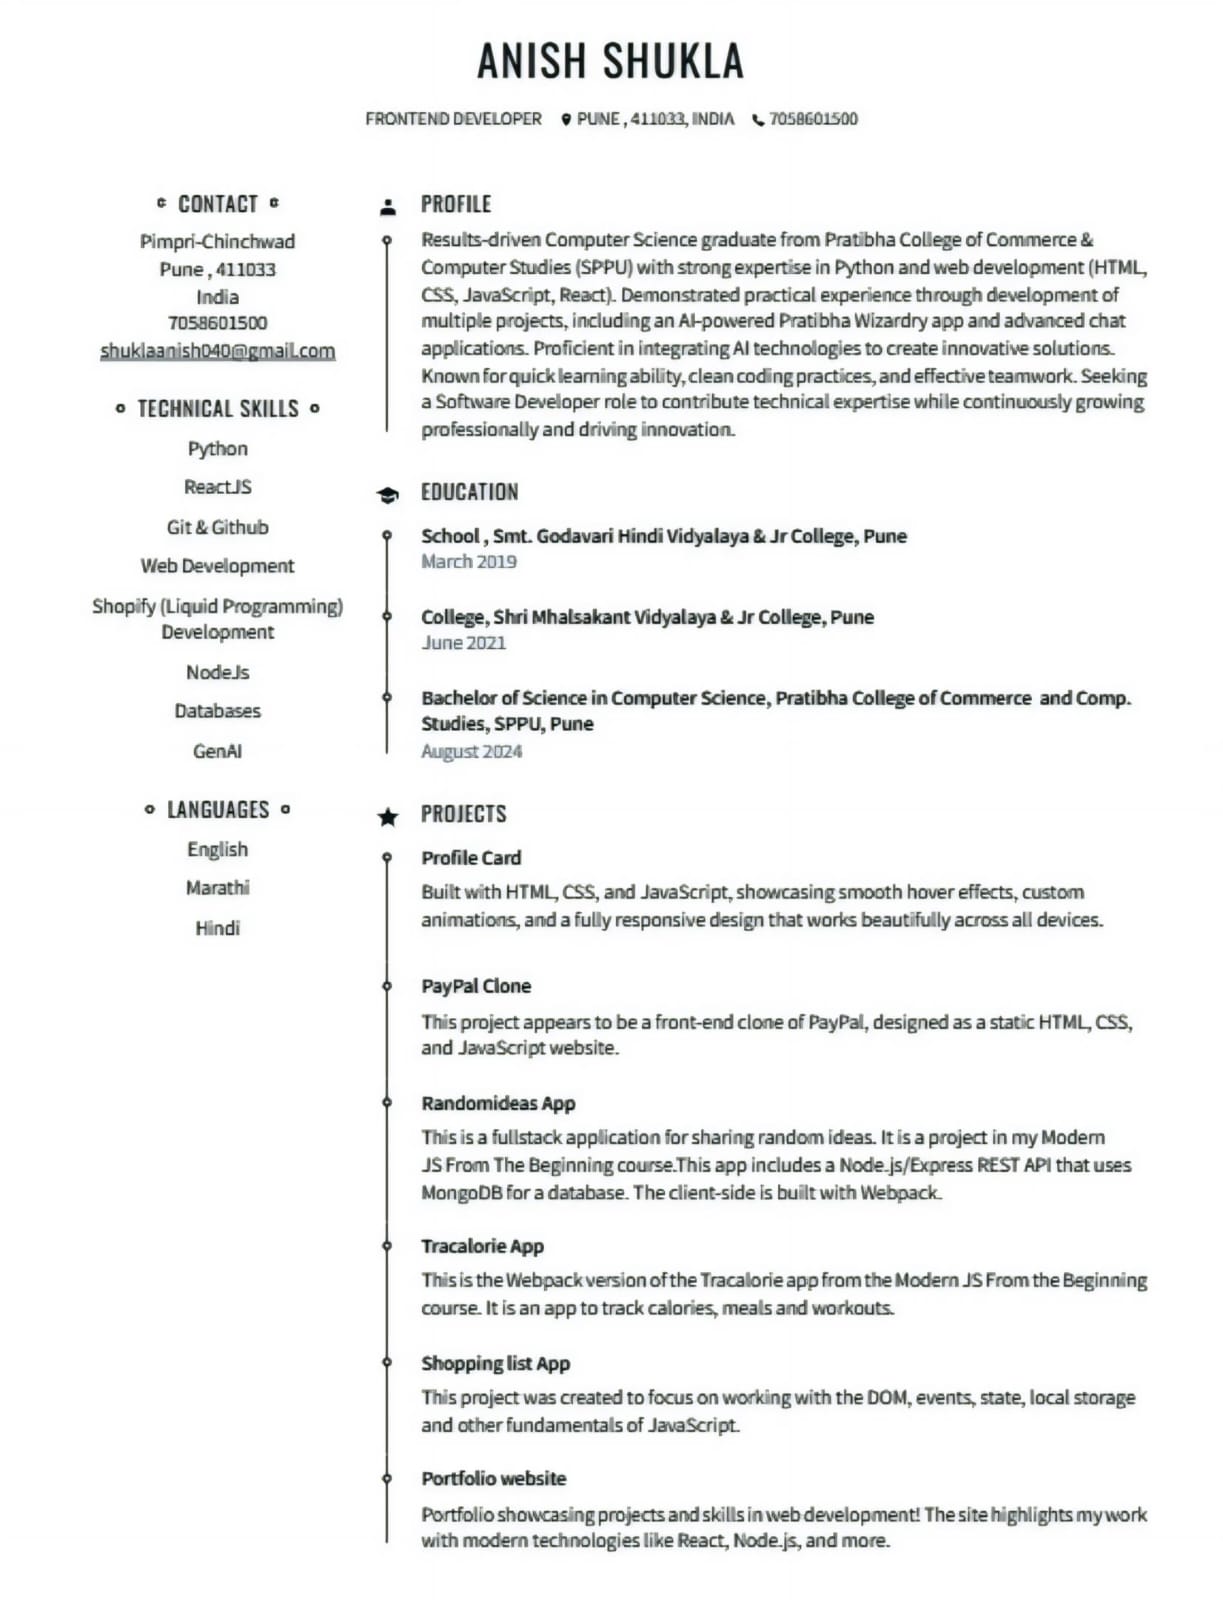 ANISH SHUKLA
FRONTEND DEVELOPER PUNE , 411033, INDIA 7058601500
CONTACT
Pimpri-Chinchwad
Pune , 411033
India
7058601500
shuklaanish040@gmail.com
TECHNICAL SKILLS
Python
ReactJS
Git & Github
Web Development
Shopify (Liquid Programming)
Development
NodeJs
Databases
GenAI
LANGUAGES
English
Marathi
Hindi
PROFILE
Results-driven Computer Science graduate from Pratibha College of Commerce &
Computer Studies (SPPU) with strong expertise in Python and web development (HTML,
CSS, JavaScript, React). Demonstrated practical experience through development of
multiple projects, including an AI-powered Pratibha Wizardry app and advanced chat
applications. Proficient in integrating AI technologies to create innovative solutions.
Known for quick learning ability, clean coding practices, and effective teamwork. Seeking
a Software Developer role to contribute technical expertise while continuously growing
professionally and driving innovation.
EDUCATION
School , Smt. Godavari Hindi Vidyalaya & Jr College, Pune
March 2019
College, Shri Mhalsakant Vidyalaya & Jr College, Pune
June 2021
Bachelor of Science in Computer Science, Pratibha College of Commerce and Comp.
Studies, SPPU, Pune
August 2024
PROJECTS
Profile Card
Built with HTML, CSS, and JavaScript, showcasing smooth hover effects, custom
animations, and a fully responsive design that works beautifully across all devices.
PayPal Clone
This project appears to be a front-end clone of PayPal, designed as a static HTML, CSS,
and JavaScript website.
Randomideas App
This is a fullstack application for sharing random ideas. It is a project in my Modern
JS From The Beginning course.This app includes a Node.js/Express REST API that uses
MongoDB for a database. The client-side is built with Webpack.
Tracalorie App
This is the Webpack version of the Tracalorie app from the Modern JS From the Beginning
course. It is an app to track calories, meals and workouts.
Shopping list App
This project was created to focus on working with the DOM, events, state, local storage
and other fundamentals of JavaScript.
Portfolio website
Portfolio showcasing projects and skills in web development! The site highlights my work
with modern technologies like React, Node.js, and more.